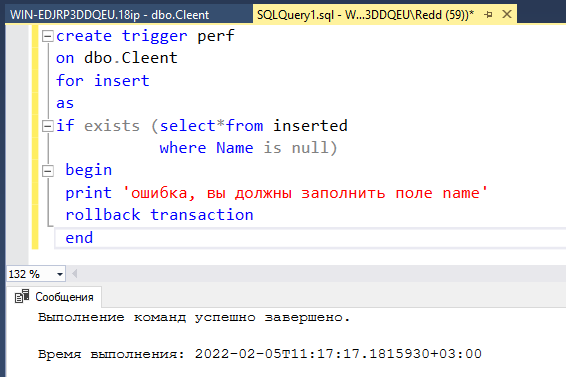 WIN-EDJRP3DDQEU.18ip - dbo.Cleent
SQLQuery1.sql - W...3DDQEU\Redd (59))*
create trigger perf
on dbo.Cleent
for insert
as
if exists (select*from inserted
where Name is null)
begin
print 'ошибка, вы должны заполнить поле name'
rollback transaction
end
132 %
Сообщения
Выполнение команд успешно завершено.
Время выполнения: 2022-02-05T11:17:17.1815930+03:00